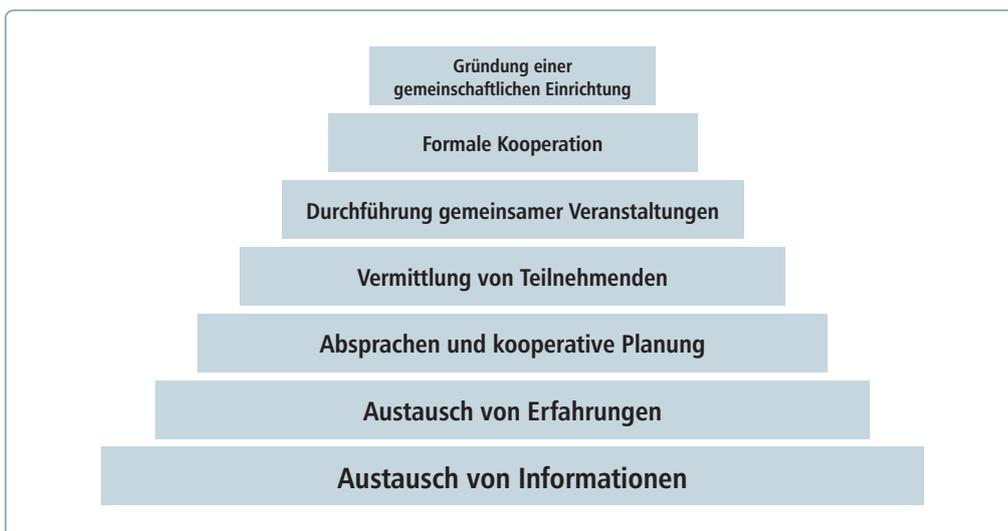 Gründung einer
gemeinschaftlichen Einrichtung
Formale Kooperation
Durchführung gemeinsamer Veranstaltungen
Vermittlung von Teilnehmenden
Absprachen und kooperative Planung
Austausch von Erfahrungen
Austausch von Informationen